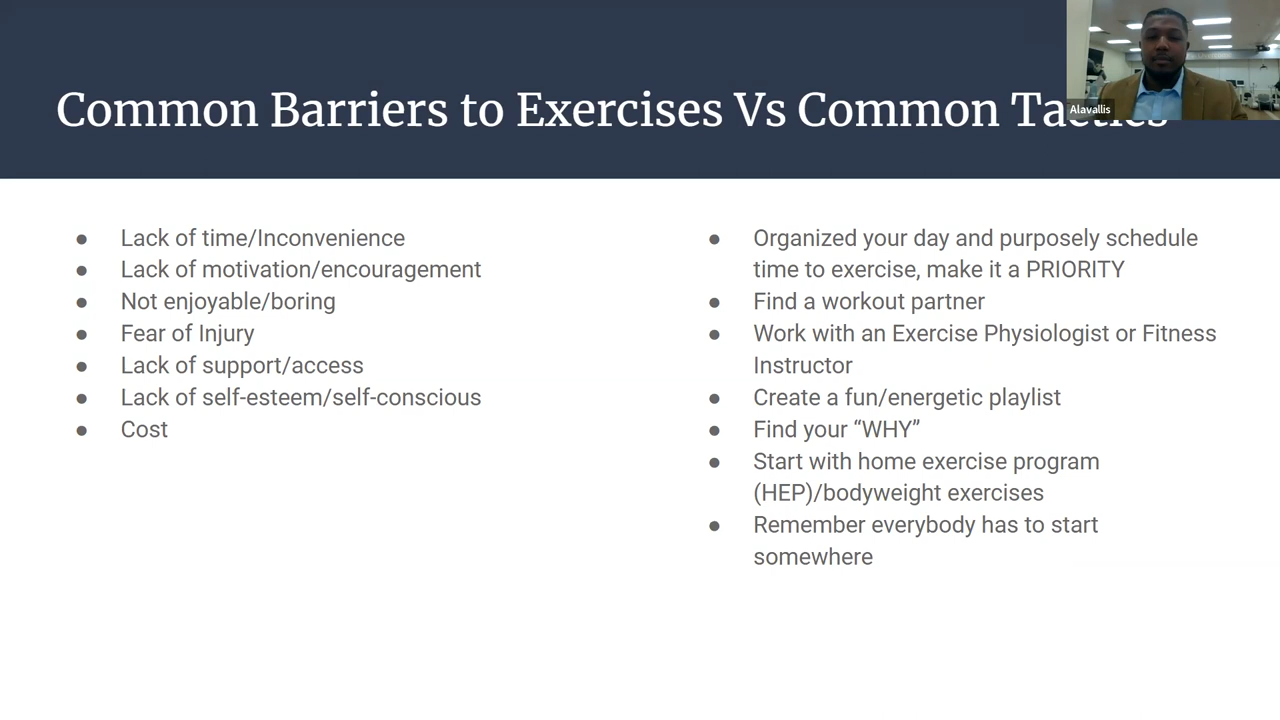 Common Barriers to Exercises Vs Common Tactics
Alavallis
Lack of time/Inconvenience
Lack of motivation/encouragement
Not enjoyable/boring
Fear of Injury
Lack of support/access
Lack of self-esteem/self-conscious
Cost
Organized your day and purposely schedule
time to exercise, make it a PRIORITY
Find a workout partner
Work with an Exercise Physiologist or Fitness
Instructor
Create a fun/energetic playlist
Find your “WHY”
Start with home exercise program
(HEP)/bodyweight exercises
Remember everybody has to start
somewhere